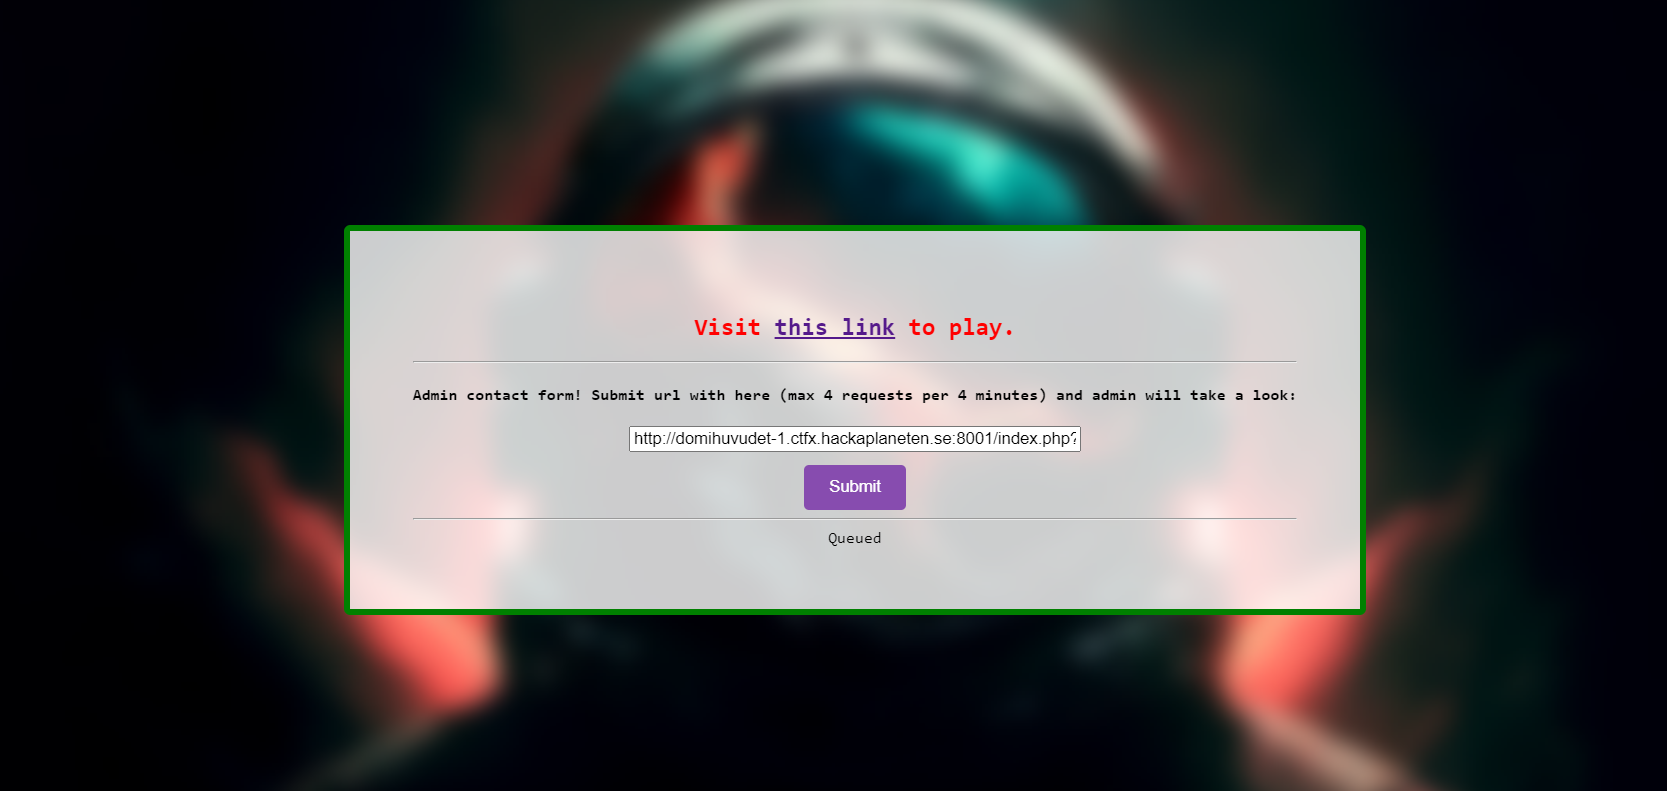 Visit this link to play.
Admin contact form! Submit url with here (max 4 requests per 4 minutes) and admin will take a look:
http://domihuvudet-1.ctfx.hackaplaneten.se:8001/index.php?
Submit
Queued